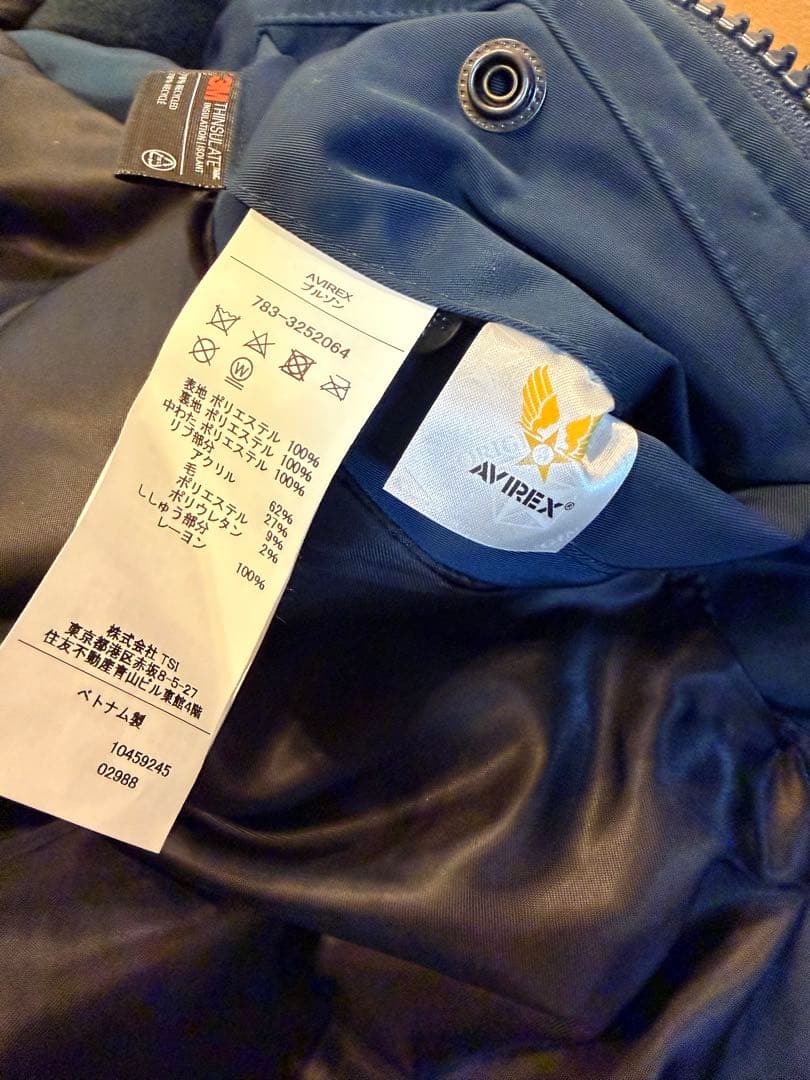 3M THINSULATE
INSULATION | ISOLANT
AVIREX
ブルゾン
783-3252064
W
表地 ポリエステル 100%
裏地 ポリエステル 100%
中わた ポリエステル 100%
リブ部分
アクリル 62%
毛 27%
ポリエステル 9%
ポリウレタン 2%
ししゅう部分
レーヨン 100%
株式会社 TSI
東京都港区赤坂8-5-27
住友不動産青山ビル東館4階
ベトナム製
10459245
02988
AVIREX®